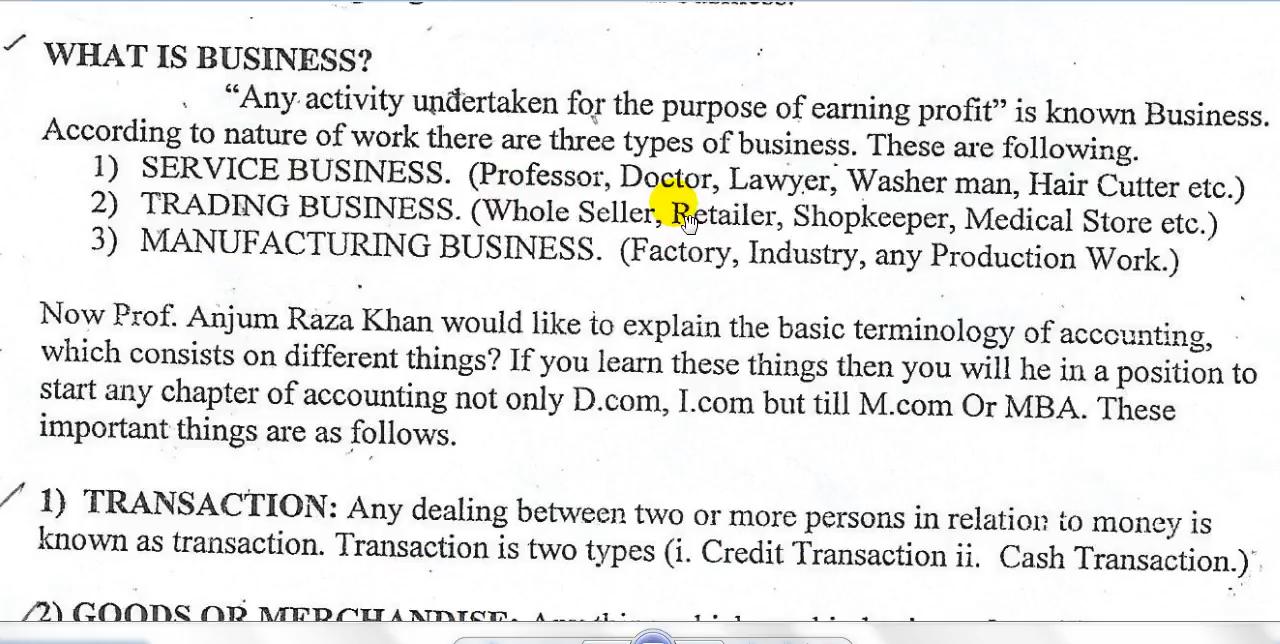 WHAT IS BUSINESS?
“Any activity undertaken for the purpose of earning profit” is known Business.
According to nature of work there are three types of business. These are following.
1) SERVICE BUSINESS. (Professor, Doctor, Lawyer, Washer man, Hair Cutter etc.)
2) TRADING BUSINESS. (Whole Seller, Retailer, Shopkeeper, Medical Store etc.)
3) MANUFACTURING BUSINESS. (Factory, Industry, any Production Work.)
Now Prof. Anjum Raza Khan would like to explain the basic terminology of accounting,
which consists on different things? If you learn these things then you will he in a position to
start any chapter of accounting not only D.com, I.com but till M.com Or MBA. These
important things are as follows.
1) TRANSACTION: Any dealing between two or more persons in relation to money is
known as transaction. Transaction is two types (i. Credit Transaction ii. Cash Transaction.)
2) GOODS OR MERCHANDISE: